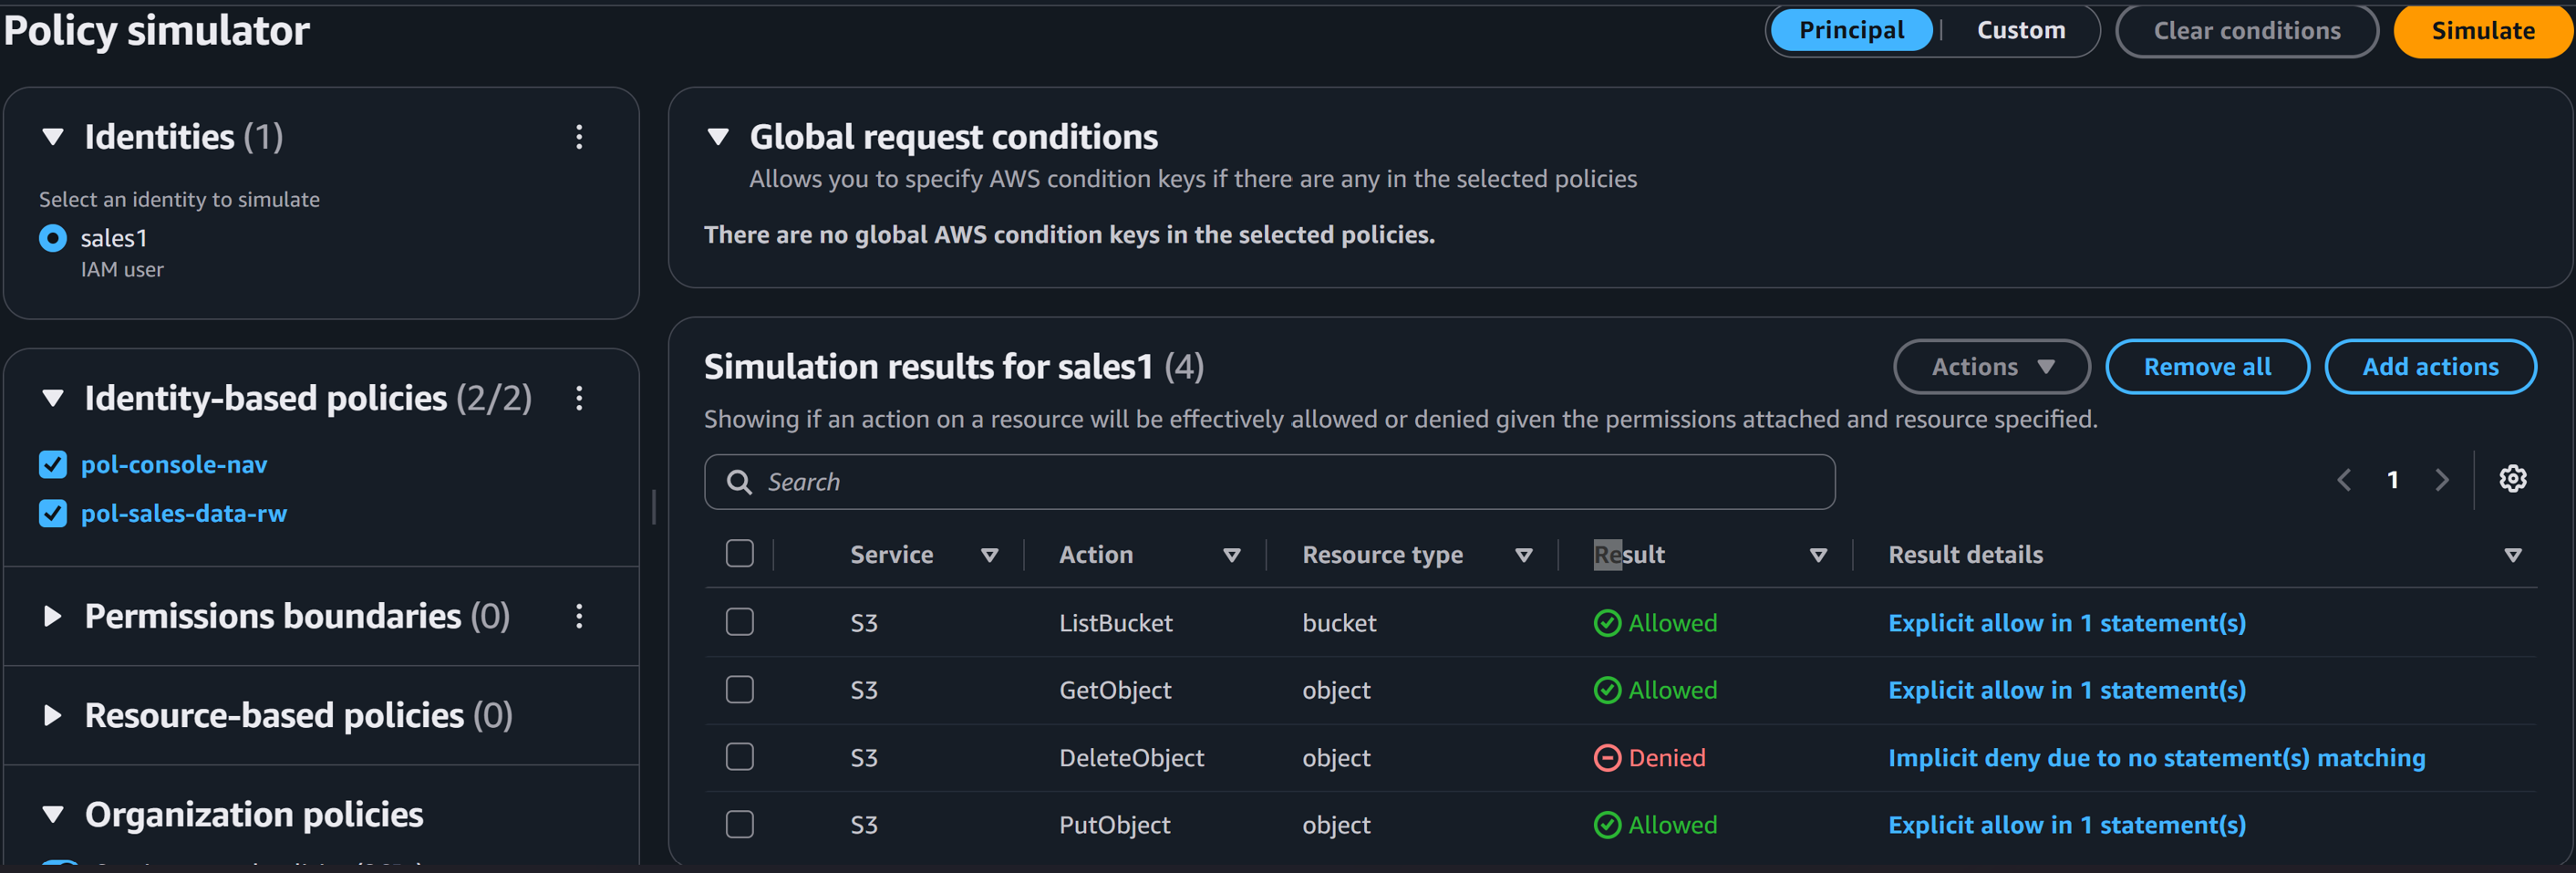 Policy simulator
Principal | Custom
Clear conditions
Simulate
Identities (1)
Select an identity to simulate
sales1
IAM user
Identity-based policies (2/2)
pol-console-nav
pol-sales-data-rw
Permissions boundaries (0)
Resource-based policies (0)
Organization policies
Global request conditions
Allows you to specify AWS condition keys if there are any in the selected policies
There are no global AWS condition keys in the selected policies.
Simulation results for sales1 (4)
Actions
Remove all
Add actions
Showing if an action on a resource will be effectively allowed or denied given the permissions attached and resource specified.
Search
1
Service Action Resource type Result Result details
S3 ListBucket bucket Allowed Explicit allow in 1 statement(s)
S3 GetObject object Allowed Explicit allow in 1 statement(s)
S3 DeleteObject object Denied Implicit deny due to no statement(s) matching
S3 PutObject object Allowed Explicit allow in 1 statement(s)